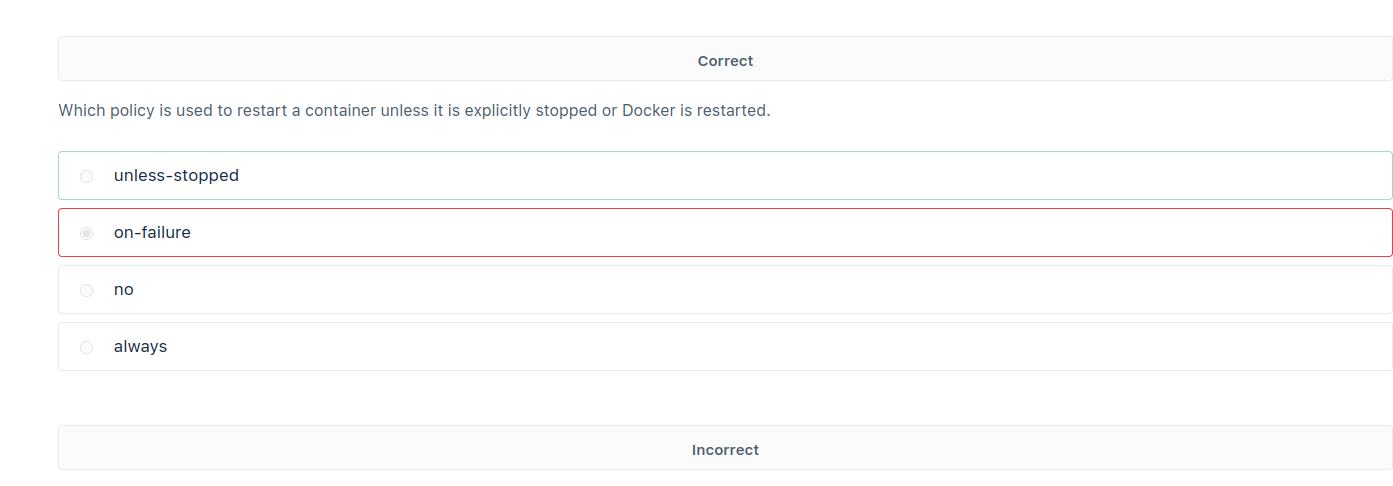 Correct
Which policy is used to restart a container unless it is explicitly stopped or Docker is restarted.
unless-stopped
on-failure
no
always
Incorrect